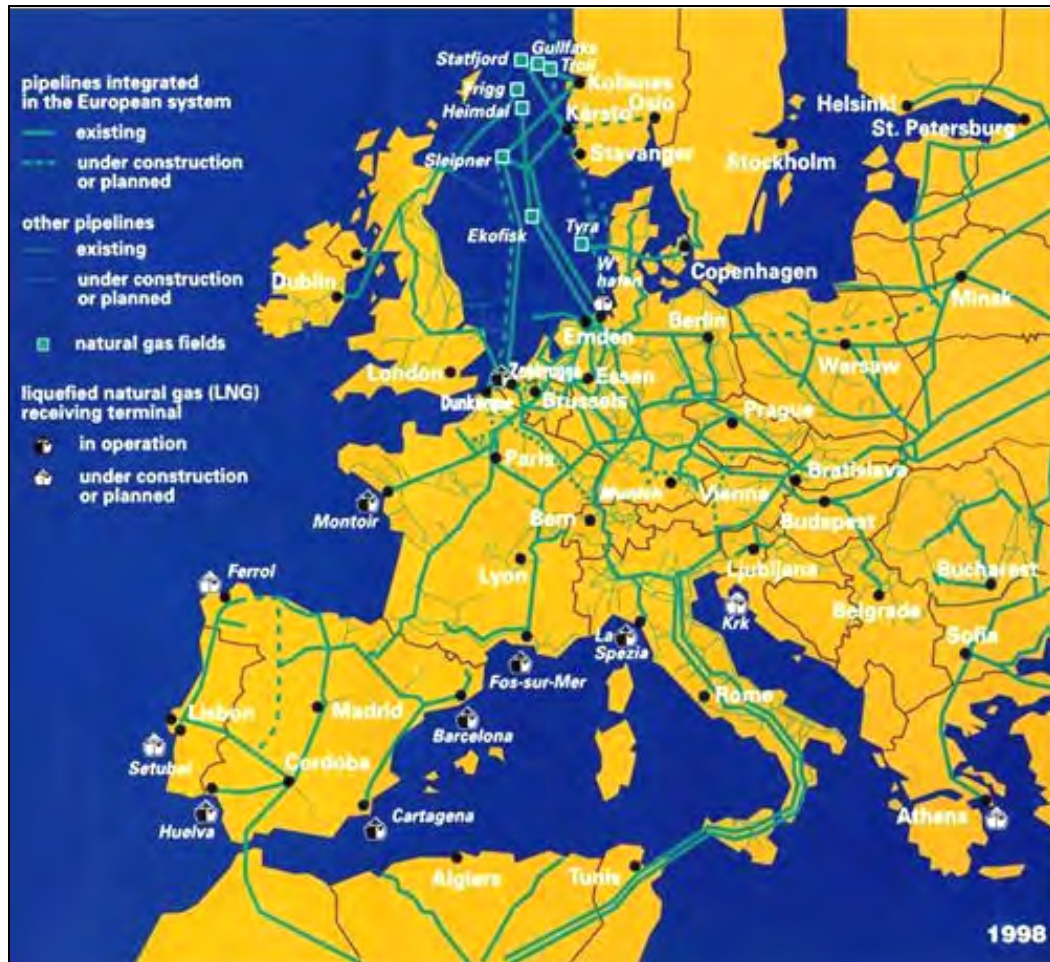 pipelines integrated
in the European system
existing
under construction
or planned
other pipelines
existing
under construction
or planned
natural gas fields
liquefied natural gas (LNG)
receiving terminal
in operation
under construction
or planned
Statfjord
Gullfaks
Troll
Kollsnes
Frigg
Heimdal
Kårstø
Oslo
Helsinki
St. Petersburg
Sleipner
Stavanger
Stockholm
Ekofisk
Tyra
W
hafen
Copenhagen
Dublin
Minsk
Emden
Berlin
Warsaw
London
Zeebrugge
Essen
Dunkerque
Brussels
Prague
Paris
Munich
Vienna
Bratislava
Montoir
Bern
Budapest
Lyon
Ljubljana
Bucharest
Ferrol
Krk
Belgrade
La
Spezia
Sofia
Fos-sur-Mer
Lisbon
Madrid
Rome
Barcelona
Setubal
Cordoba
Huelva
Cartagena
Athens
Algiers
Tunis
1998